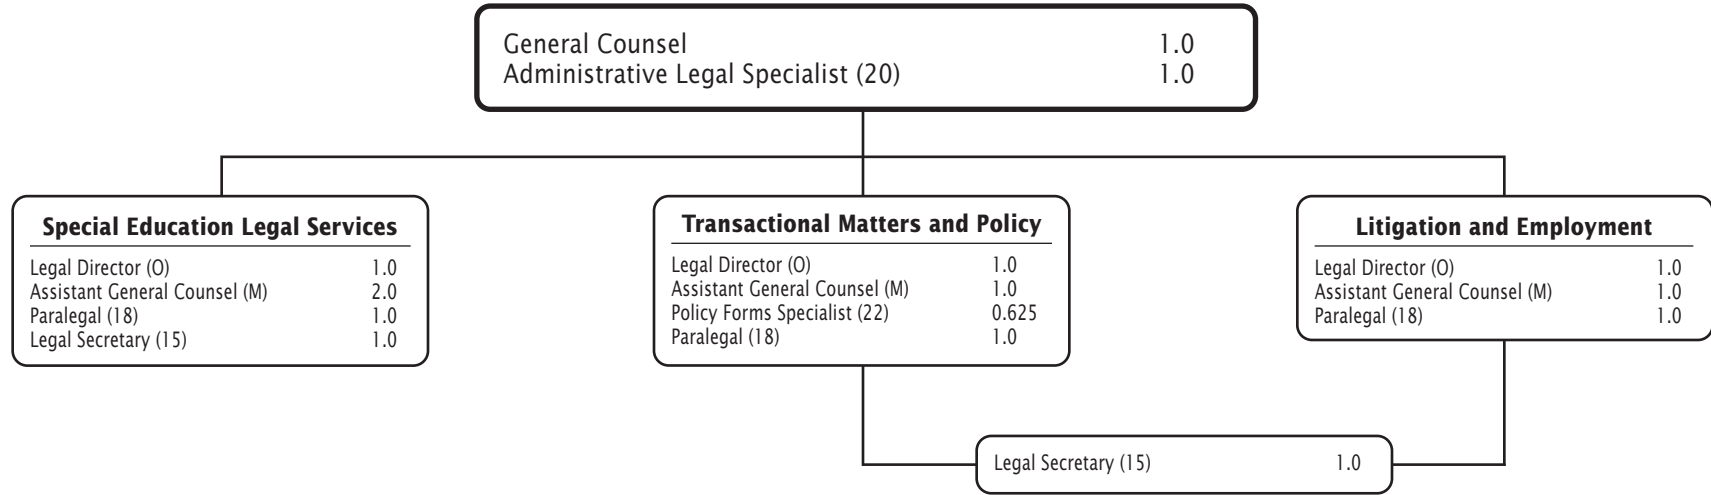 General Counsel 1.0
Administrative Legal Specialist (20) 1.0
Special Education Legal Services
Legal Director (O) 1.0
Assistant General Counsel (M) 2.0
Paralegal (18) 1.0
Legal Secretary (15) 1.0
Transactional Matters and Policy
Legal Director (O) 1.0
Assistant General Counsel (M) 1.0
Policy Forms Specialist (22) 0.625
Paralegal (18) 1.0
Litigation and Employment
Legal Director (O) 1.0
Assistant General Counsel (M) 1.0
Paralegal (18) 1.0
Legal Secretary (15) 1.0